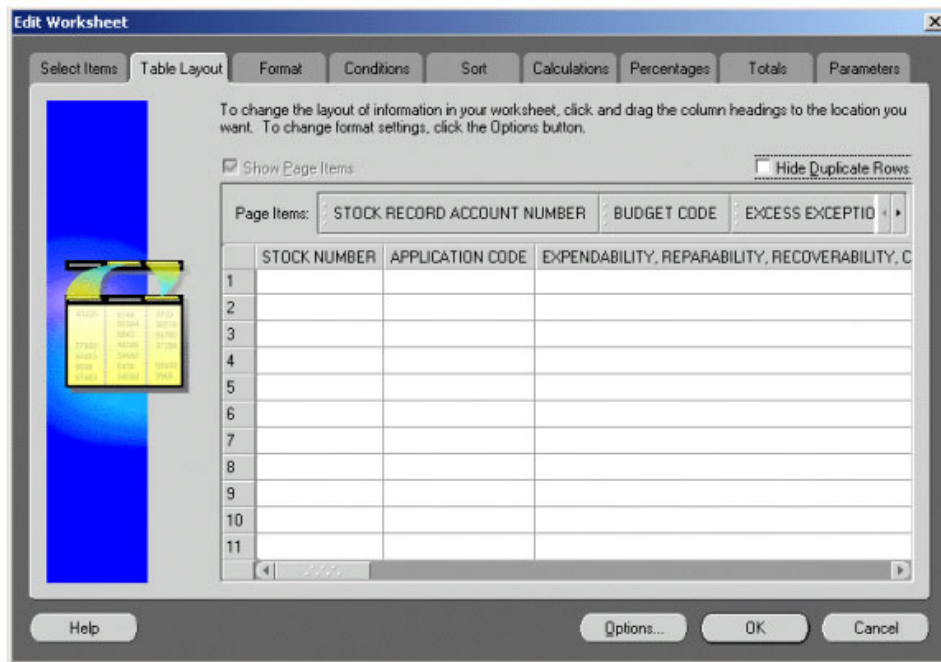 Edit Worksheet
Select Items Table Layout Format Conditions Sort Calculations Percentages Totals Parameters
To change the layout of information in your worksheet, click and drag the column headings to the location you
want. To change format settings, click the Options button.
Show Page Items Hide Duplicate Rows
Page Items: STOCK RECORD ACCOUNT NUMBER BUDGET CODE EXCESS EXCEPTIO
STOCK NUMBER APPLICATION CODE EXPENDABILITY, REPARABILITY, RECOVERABILITY, C
1
2
3
4
5
6
7
8
9
10
11
Help Options... OK Cancel